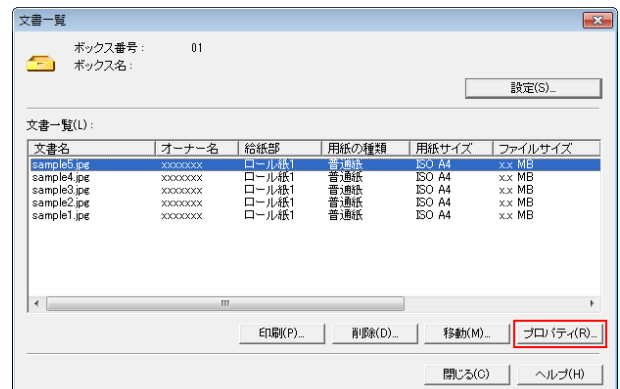 文書一覧
ボックス番号： 01
ボックス名：
設定(S)...
文書一覧(L)：
文書名 オーナー名 給紙部 用紙の種類 用紙サイズ ファイルサイズ
sample5.jpg xxxxxxx ロール紙1 普通紙 ISO A4 x.x MB
sample4.jpg xxxxxxx ロール紙1 普通紙 ISO A4 x.x MB
sample3.jpg xxxxxxx ロール紙1 普通紙 ISO A4 x.x MB
sample2.jpg xxxxxxx ロール紙1 普通紙 ISO A4 x.x MB
sample1.jpg xxxxxxx ロール紙1 普通紙 ISO A4 x.x MB
印刷(P)... 削除(D)... 移動(M)... プロパティ(R)...
閉じる(C) ヘルプ(H)